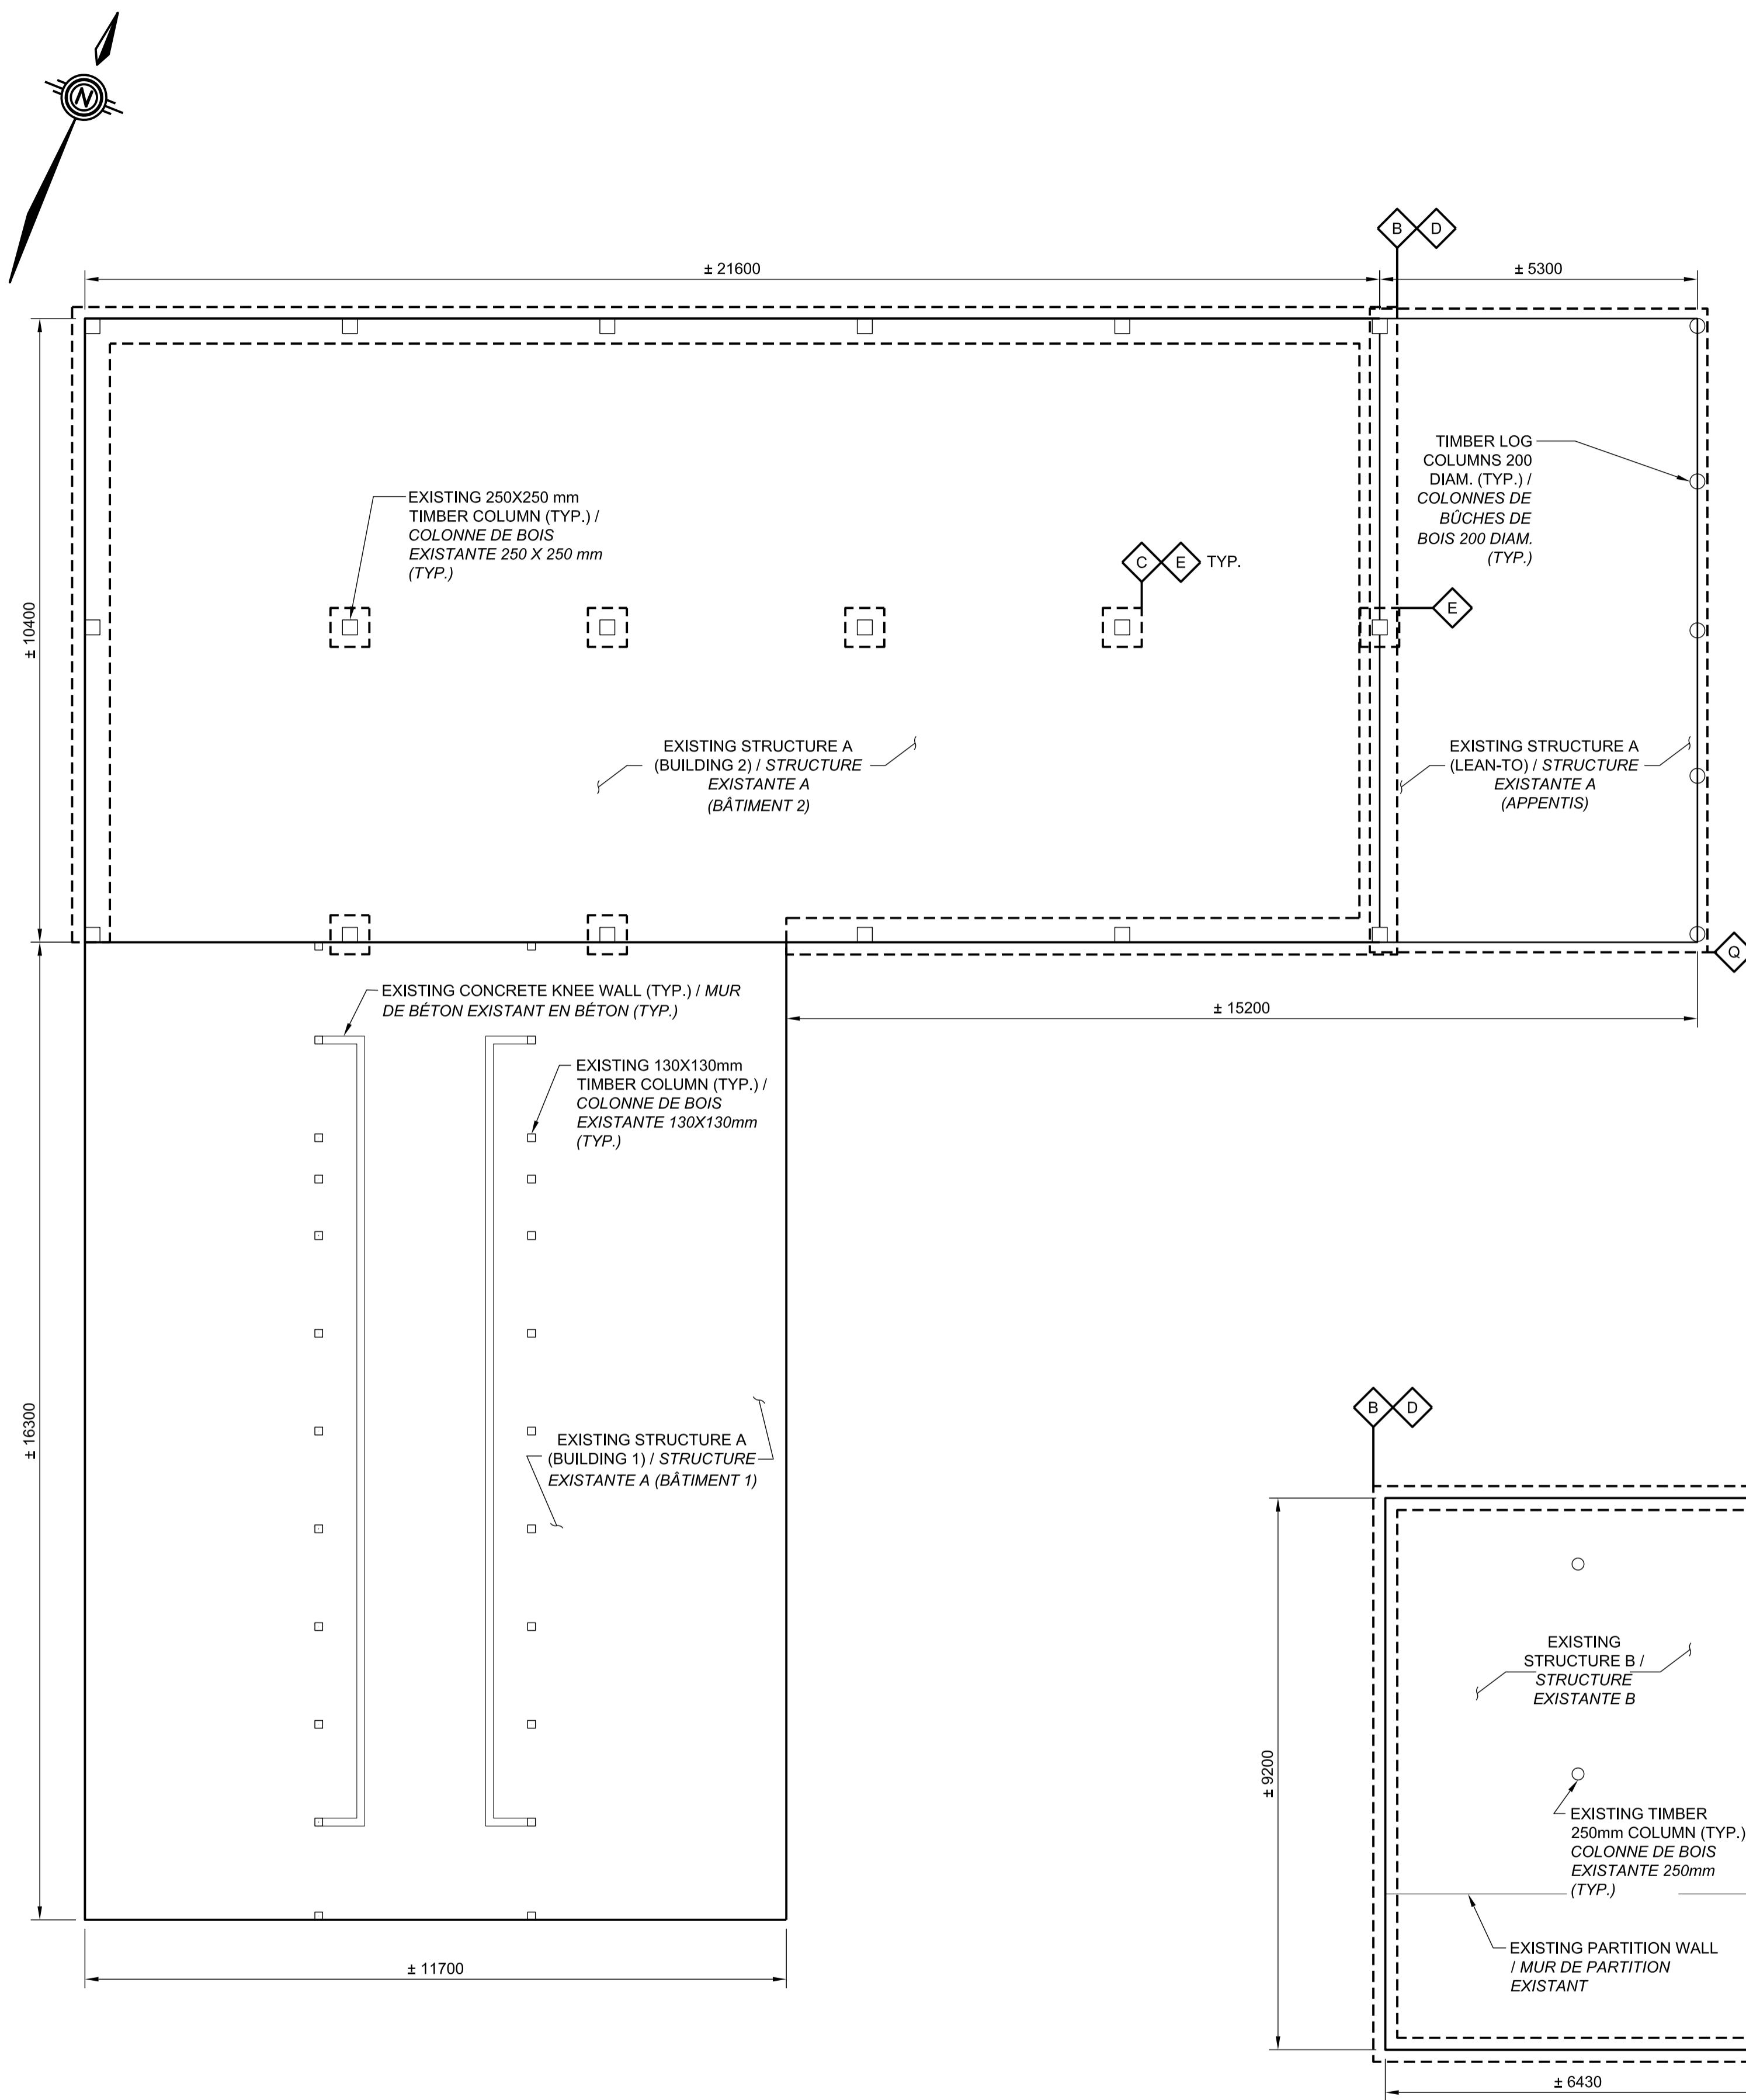 N
B D
± 21600
± 5300
TIMBER LOG
COLUMNS 200
DIAM. (TYP.) /
COLONNES DE
BÛCHES DE
BOIS 200 DIAM.
(TYP.)
EXISTING 250X250 mm
TIMBER COLUMN (TYP.) /
COLONNE DE BOIS
EXISTANTE 250 X 250 mm
(TYP.)
C E TYP.
E
± 10400
EXISTING STRUCTURE A
(BUILDING 2) / STRUCTURE
EXISTANTE A
(BÂTIMENT 2)
EXISTING STRUCTURE A
(LEAN-TO) / STRUCTURE
EXISTANTE A
(APPENTIS)
Q
EXISTING CONCRETE KNEE WALL (TYP.) / MUR
DE BÉTON EXISTANT EN BÉTON (TYP.)
± 15200
EXISTING 130X130mm
TIMBER COLUMN (TYP.) /
COLONNE DE BOIS
EXISTANTE 130X130mm
(TYP.)
± 16300
EXISTING STRUCTURE A
(BUILDING 1) / STRUCTURE
EXISTANTE A (BÂTIMENT 1)
B D
EXISTING
STRUCTURE B /
STRUCTURE
EXISTANTE B
± 9200
EXISTING TIMBER
250mm COLUMN (TYP.)
COLONNE DE BOIS
EXISTANTE 250mm
(TYP.)
EXISTING PARTITION WALL
/ MUR DE PARTITION
EXISTANT
± 11700
± 6430